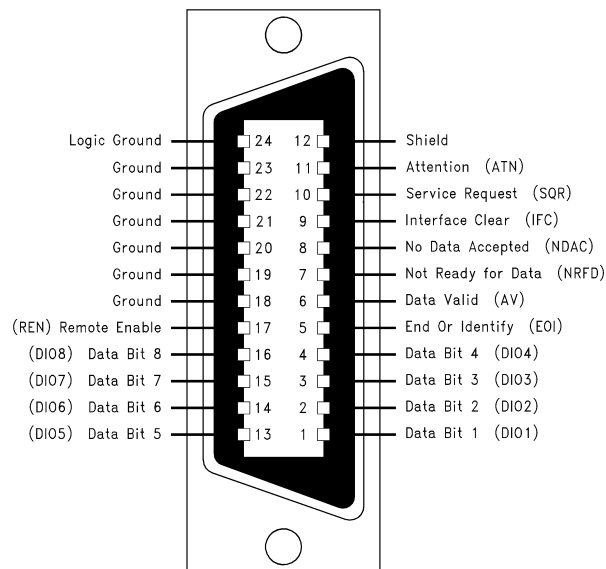 Logic Ground 24 12 Shield
Ground 23 11 Attention (ATN)
Ground 22 10 Service Request (SQR)
Ground 21 9 Interface Clear (IFC)
Ground 20 8 No Data Accepted (NDAC)
Ground 19 7 Not Ready for Data (NRFD)
Ground 18 6 Data Valid (AV)
(REN) Remote Enable 17 5 End Or Identify (EOI)
(DIO8) Data Bit 8 16 4 Data Bit 4 (DIO4)
(DIO7) Data Bit 7 15 3 Data Bit 3 (DIO3)
(DIO6) Data Bit 6 14 2 Data Bit 2 (DIO2)
(DIO5) Data Bit 5 13 1 Data Bit 1 (DIO1)